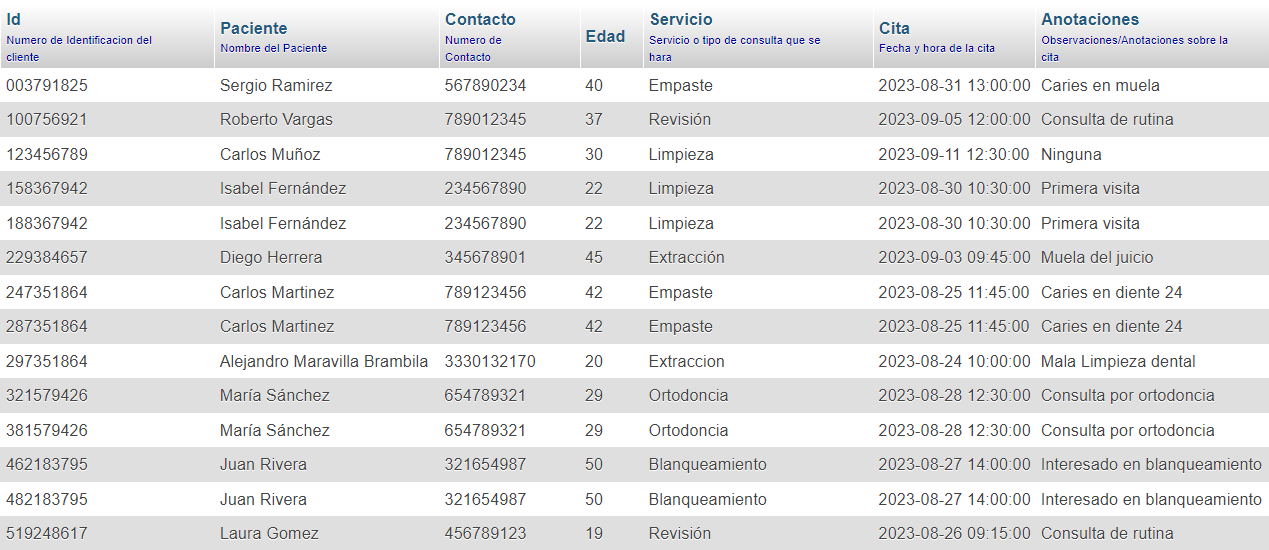 Id Paciente Contacto Edad Servicio Cita Anotaciones
Numero de Identificacion del cliente Nombre del Paciente Numero de Contacto Servicio o tipo de consulta que se hara Fecha y hora de la cita Observaciones/Anotaciones sobre la cita
003791825 Sergio Ramirez 567890234 40 Empaste 2023-08-31 13:00:00 Caries en muela
100756921 Roberto Vargas 789012345 37 Revisión 2023-09-05 12:00:00 Consulta de rutina
123456789 Carlos Muñoz 789012345 30 Limpieza 2023-09-11 12:30:00 Ninguna
158367942 Isabel Fernández 234567890 22 Limpieza 2023-08-30 10:30:00 Primera visita
188367942 Isabel Fernández 234567890 22 Limpieza 2023-08-30 10:30:00 Primera visita
229384657 Diego Herrera 345678901 45 Extracción 2023-09-03 09:45:00 Muela del juicio
247351864 Carlos Martinez 789123456 42 Empaste 2023-08-25 11:45:00 Caries en diente 24
287351864 Carlos Martinez 789123456 42 Empaste 2023-08-25 11:45:00 Caries en diente 24
297351864 Alejandro Maravilla Brambila 3330132170 20 Extraccion 2023-08-24 10:00:00 Mala Limpieza dental
321579426 María Sánchez 654789321 29 Ortodoncia 2023-08-28 12:30:00 Consulta por ortodoncia
381579426 María Sánchez 654789321 29 Ortodoncia 2023-08-28 12:30:00 Consulta por ortodoncia
462183795 Juan Rivera 321654987 50 Blanqueamiento 2023-08-27 14:00:00 Interesado en blanqueamiento
482183795 Juan Rivera 321654987 50 Blanqueamiento 2023-08-27 14:00:00 Interesado en blanqueamiento
519248617 Laura Gomez 456789123 19 Revisión 2023-08-26 09:15:00 Consulta de rutina